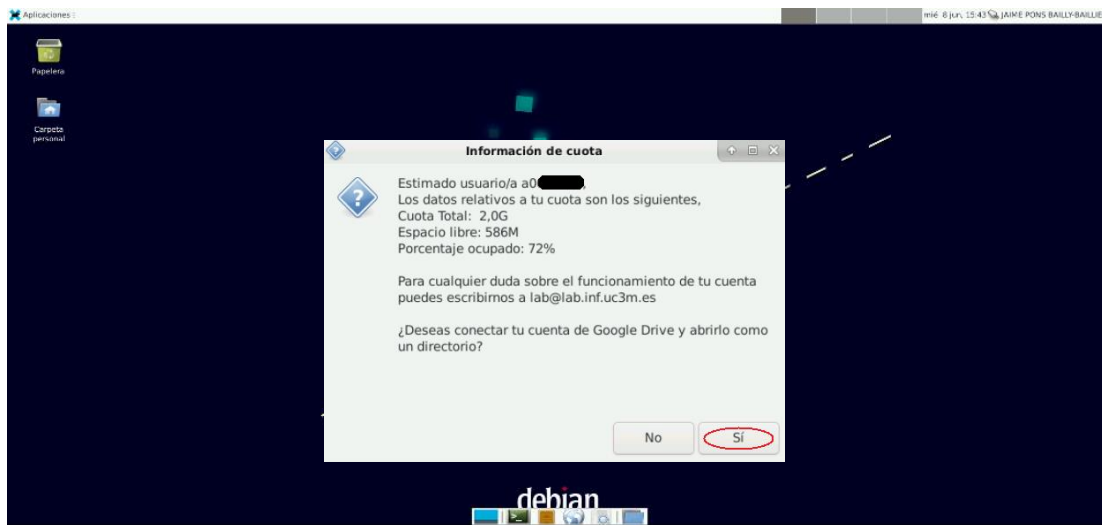 Aplicaciones
mié 8 jun, 15:43 JAIME PONS BAILLY-BAILLIE
Papelera
Carpeta
personal
Información de cuota
Estimado usuario/a a0
Los datos relativos a tu cuota son los siguientes,
Cuota Total: 2,0G
Espacio libre: 586M
Porcentaje ocupado: 72%
Para cualquier duda sobre el funcionamiento de tu cuenta
puedes escribirnos a lab@lab.inf.uc3m.es
¿Deseas conectar tu cuenta de Google Drive y abrirlo como
un directorio?
No Sí
debian